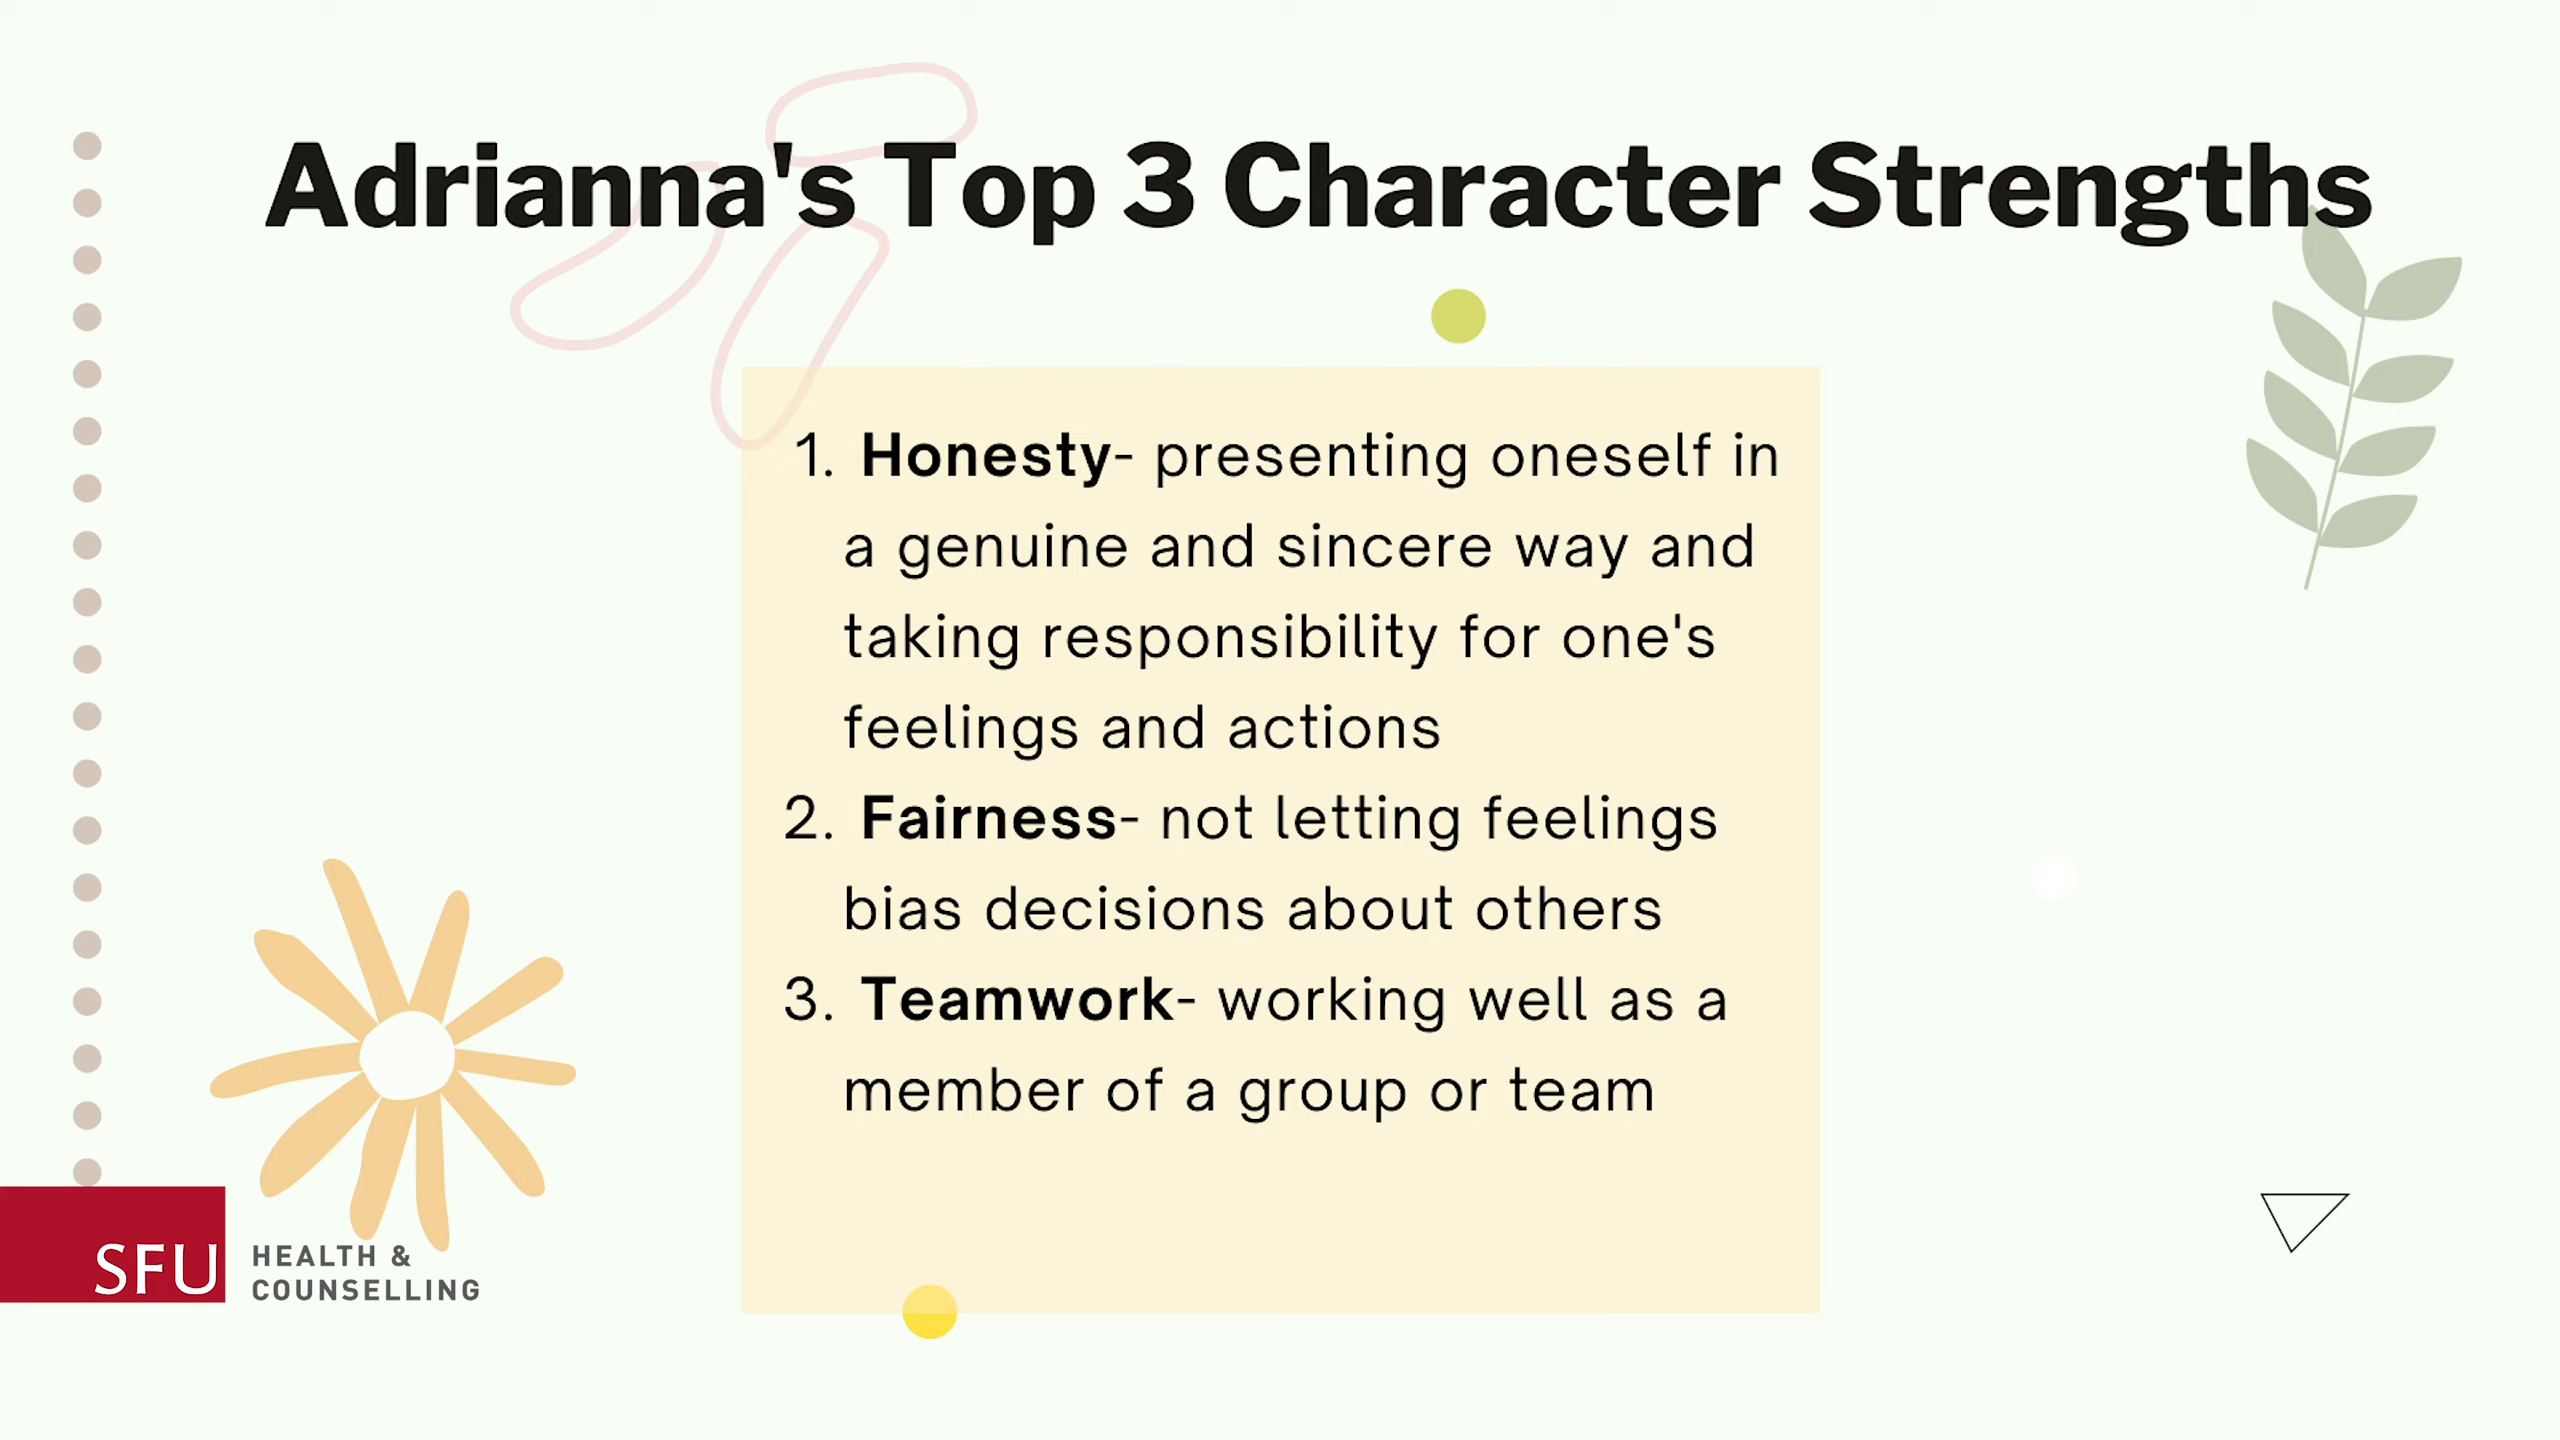 Adrianna's Top 3 Character Strengths
1. Honesty- presenting oneself in
a genuine and sincere way and
taking responsibility for one's
feelings and actions
2. Fairness- not letting feelings
bias decisions about others
3. Teamwork- working well as a
member of a group or team
SFU
HEALTH &
COUNSELLING